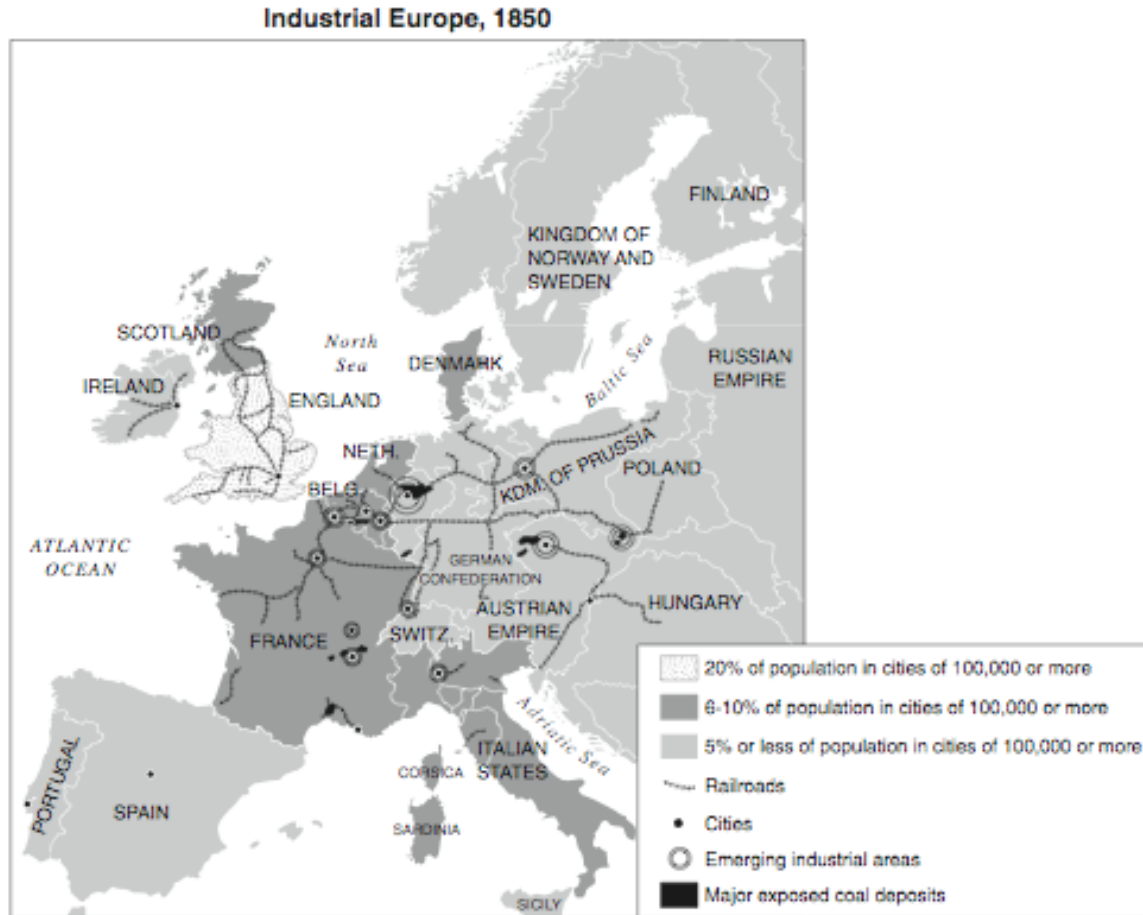 Industrial Europe, 1850
FINLAND
KINGDOM OF
NORWAY AND
SWEDEN
SCOTLAND
North
Sea
DENMARK
Baltic Sea
RUSSIAN
EMPIRE
IRELAND
ENGLAND
NETH.
KDM. OF PRUSSIA
POLAND
BELG.
ATLANTIC
OCEAN
GERMAN
CONFEDERATION
AUSTRIAN
EMPIRE
HUNGARY
FRANCE
SWITZ.
Adriatic Sea
ITALIAN
STATES
CORSICA
PORTUGAL
SPAIN
SARDINIA
SICILY
20% of population in cities of 100,000 or more
6-10% of population in cities of 100,000 or more
5% or less of population in cities of 100,000 or more
Railroads
Cities
Emerging industrial areas
Major exposed coal deposits